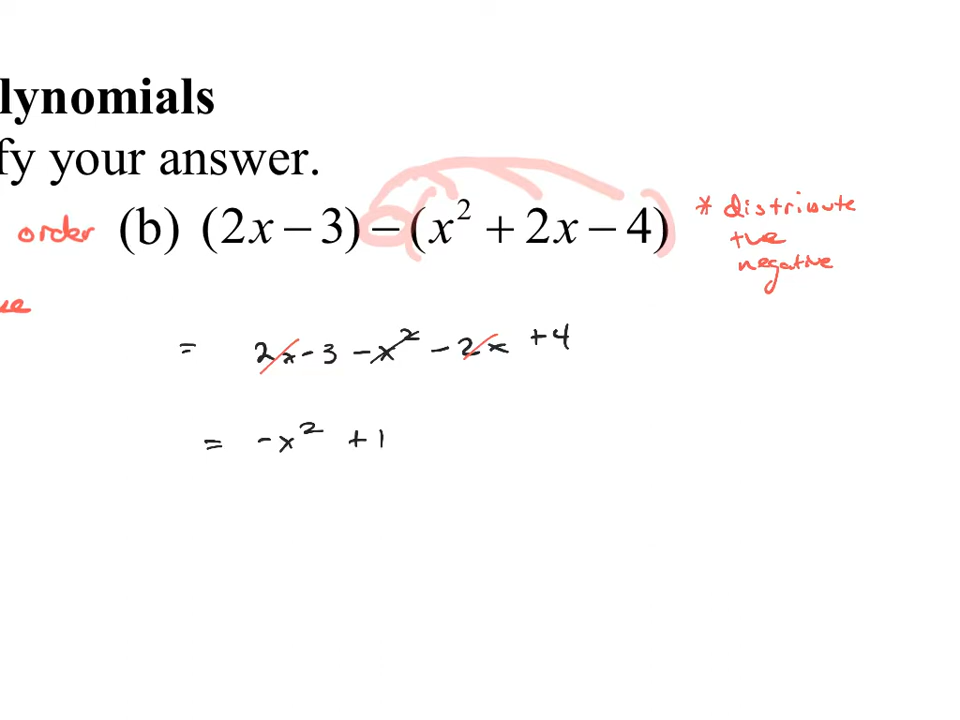 lynomials
fy your answer.
order (b) (2x − 3) − (x² + 2x − 4) * distribute
the
negative
ue
= 2x - 3 - x² - 2x + 4
= -x² + 1